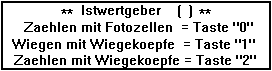 ** Istwertgeber ( ) **
Zaehlen mit Fotozellen = Taste "0"
Wiegen mit Wiegekoepfe = Taste "1"
Zaehlen mit Wiegekoepfe = Taste "2"